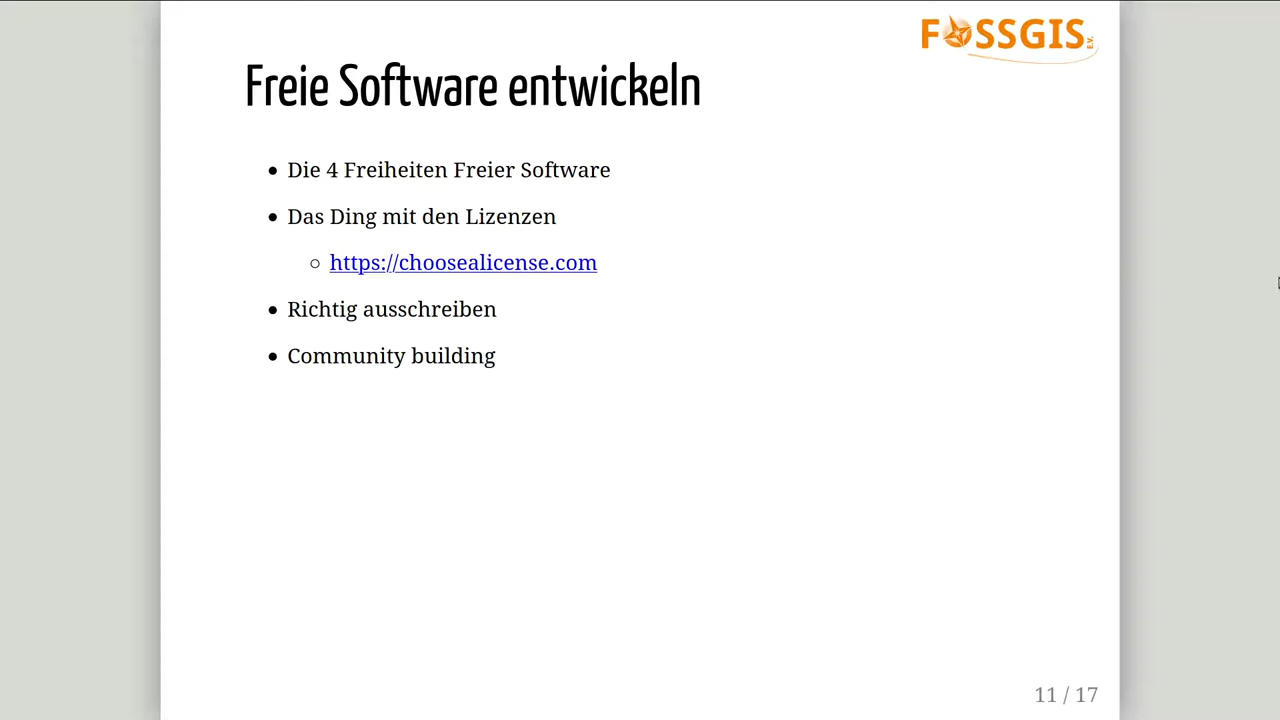 FOSSGIS e.V.
Freie Software entwickeln
Die 4 Freiheiten Freier Software
Das Ding mit den Lizenzen
https://choosealicense.com
Richtig ausschreiben
Community building
11 / 17